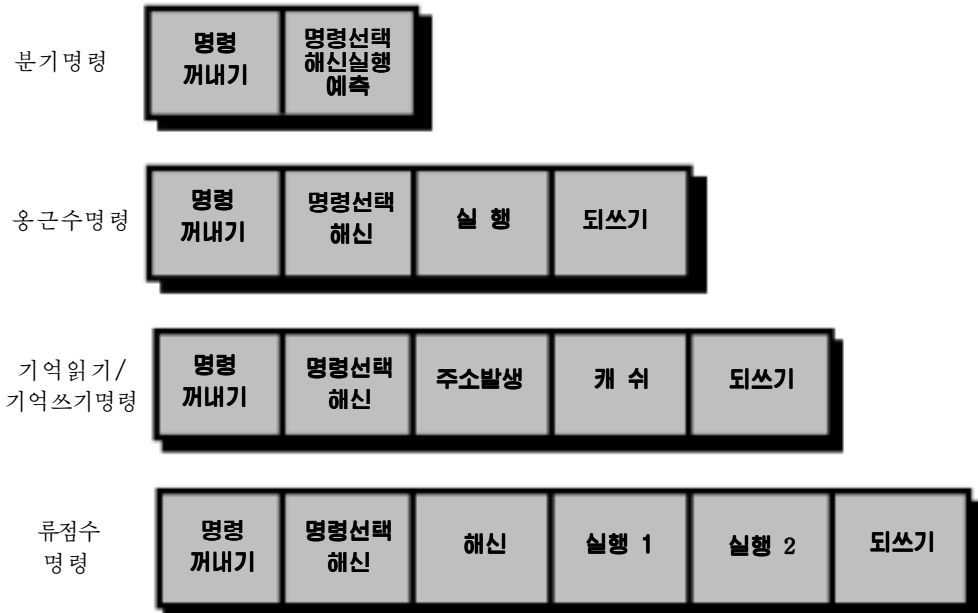 분기명령
명령
꺼내기
명령선택
해신실행
예측
옹근수명령
명령
꺼내기
명령선택
해신
실 행
되쓰기
기억읽기/
기억쓰기명령
명령
꺼내기
명령선택
해신
주소발생
캐 쉬
되쓰기
류점수
명령
명령
꺼내기
명령선택
해신
해신
실행 1
실행 2
되쓰기